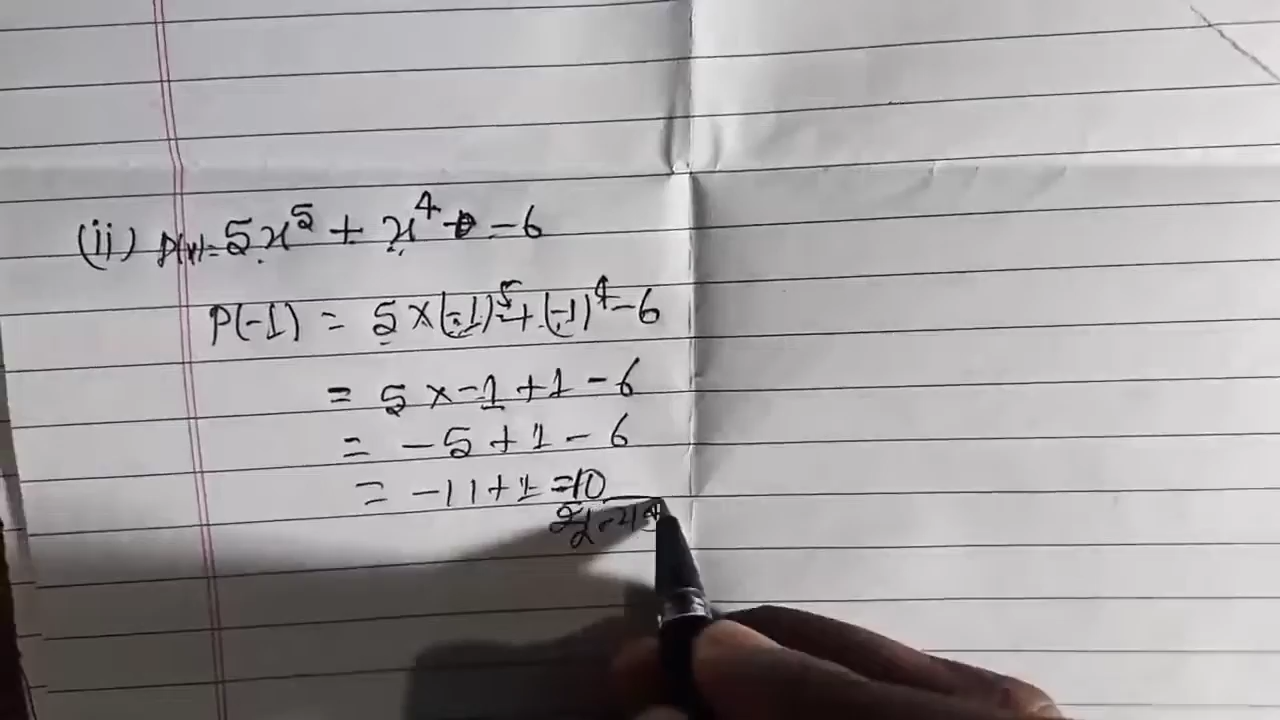 (ii) P(x)= 5x⁵ + x⁴ - 6
P(-1) = 5 × (-1)⁵ + (-1)⁴ - 6
= 5 × -1 + 1 - 6
= -5 + 1 - 6
= -11 + 1 = 10